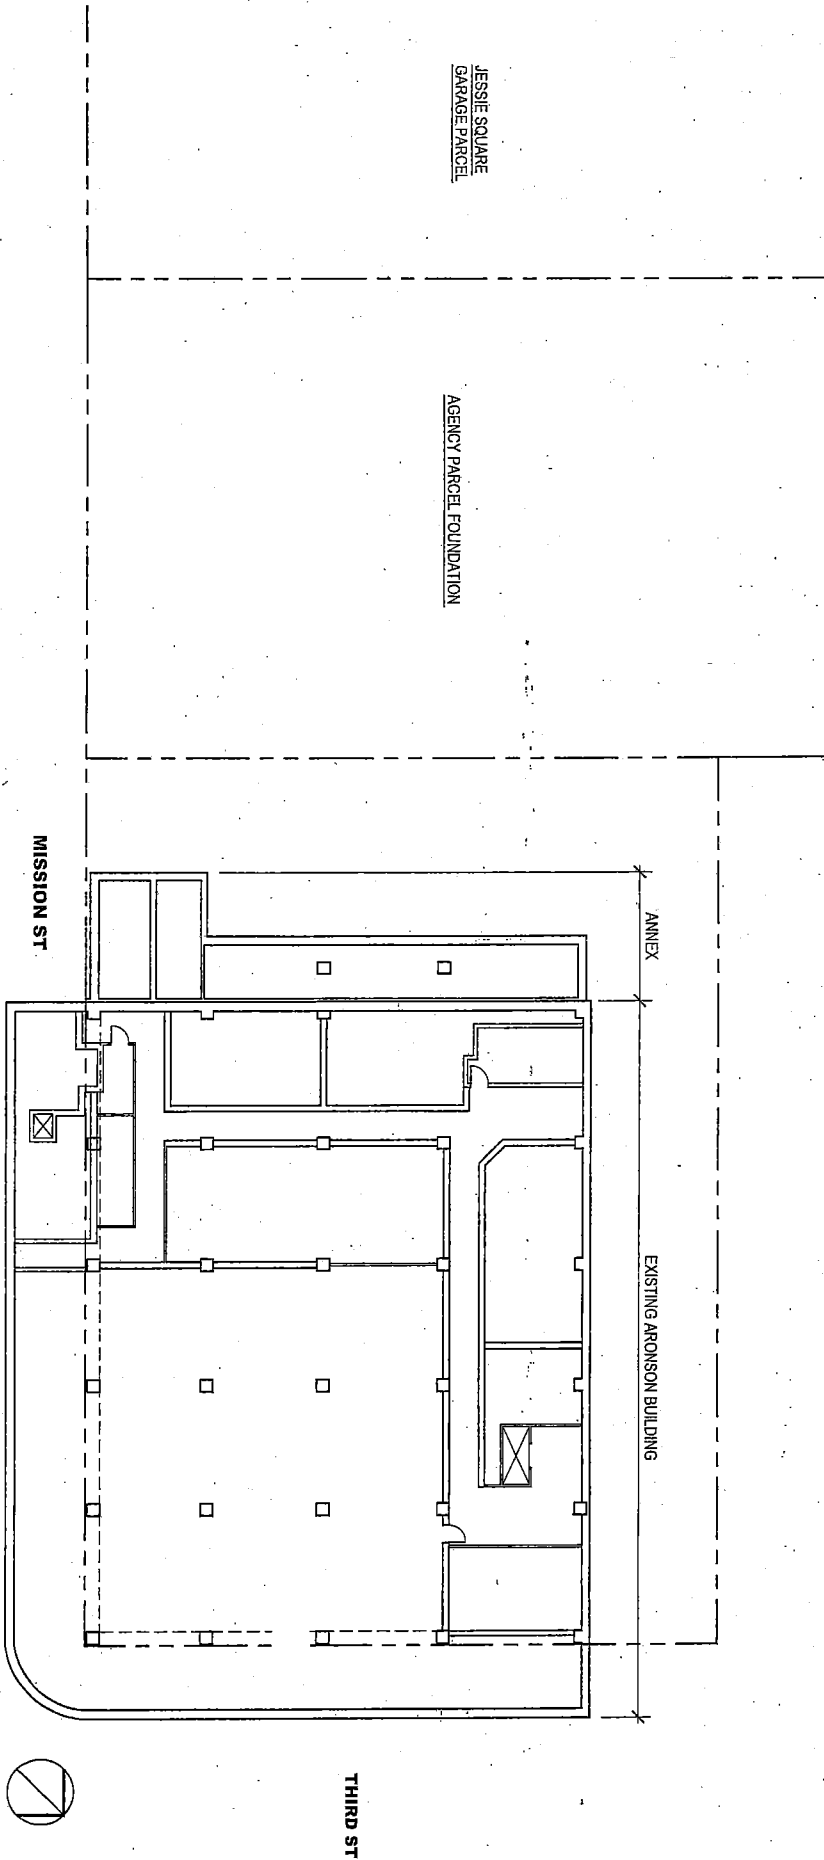 JESSIE SQUARE
GARAGE PARCEL
AGENCY PARCEL FOUNDATION
MISSION ST
ANNEX
EXISTING ARONSON BUILDING
THIRD ST